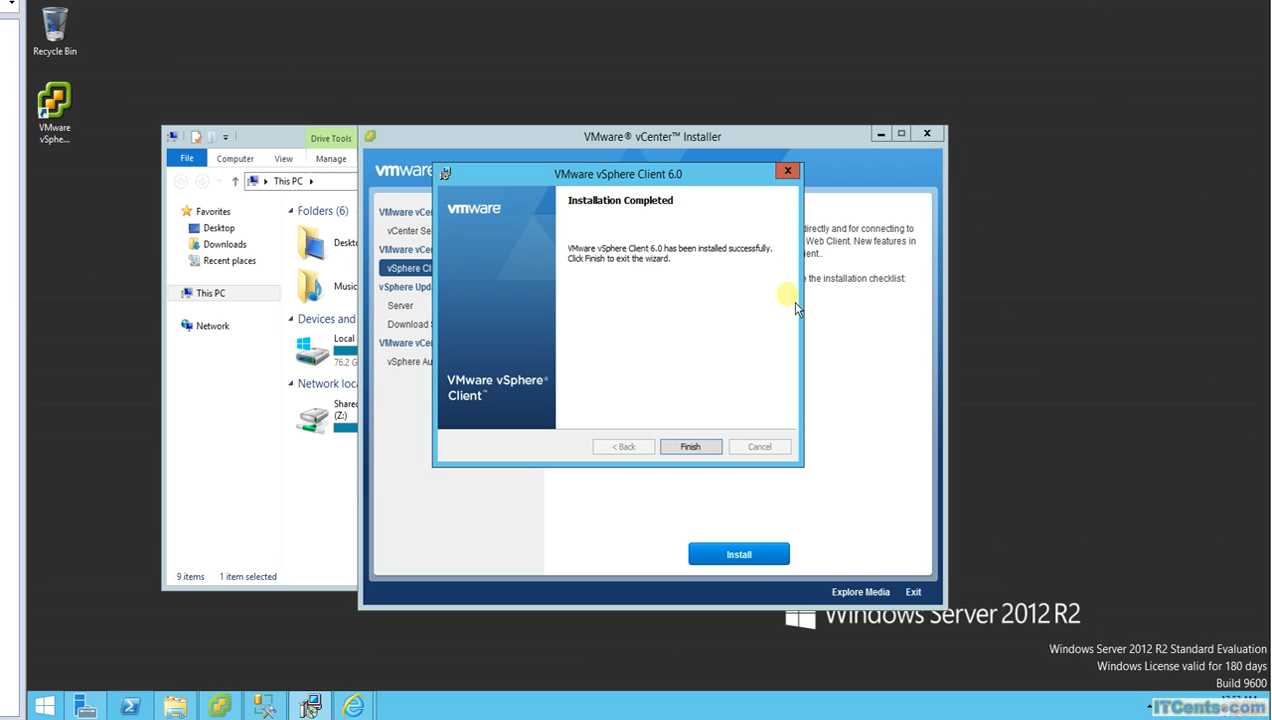 Recycle Bin
VMware
vSphe...
Drive Tools
File
Computer
View
Manage
This PC
Favorites
Desktop
Downloads
Recent places
This PC
Network
Folders (6)
Deskto
Music
Devices and
Local
76.2 G
Network loca
Shared
(Z:)
9 items
1 item selected
VMware® vCenter™ Installer
vmware
VMware vCe
vCenter Se
VMware vCe
vSphere Cl
vSphere Upd
Server
Download S
VMware vCe
vSphere Au
directly and for connecting to
Web Client. New features in
ent..
e the installation checklist:
VMware vSphere Client 6.0
x
vmware
VMware vSphere®
Client™
Installation Completed
VMware vSphere Client 6.0 has been installed successfully.
Click Finish to exit the wizard.
< Back
Finish
Cancel
Install
Explore Media
Exit
Windows Server 2012 R2
Windows Server 2012 R2 Standard Evaluation
Windows License valid for 180 days
Build 9600
ITCents.com